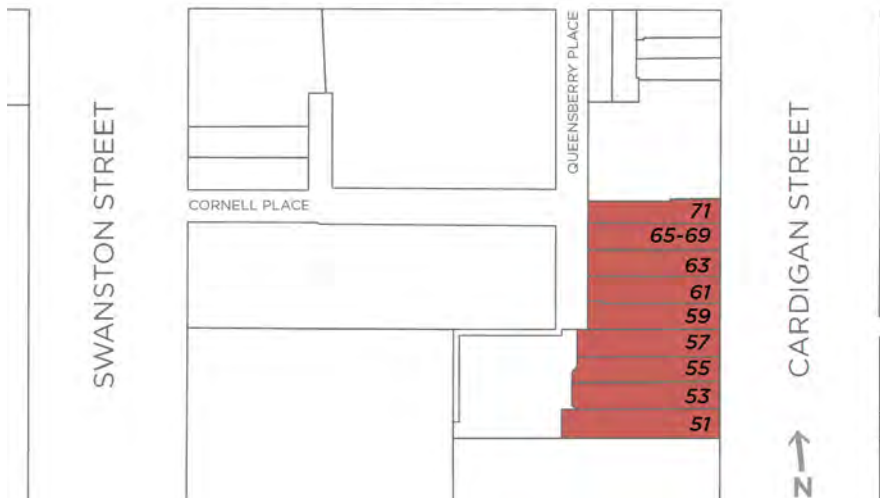 SWANSTON STREET
CORNELL PLACE
QUEENSBERRY PLACE
CARDIGAN STREET
71
65-69
63
61
59
57
55
53
51
N